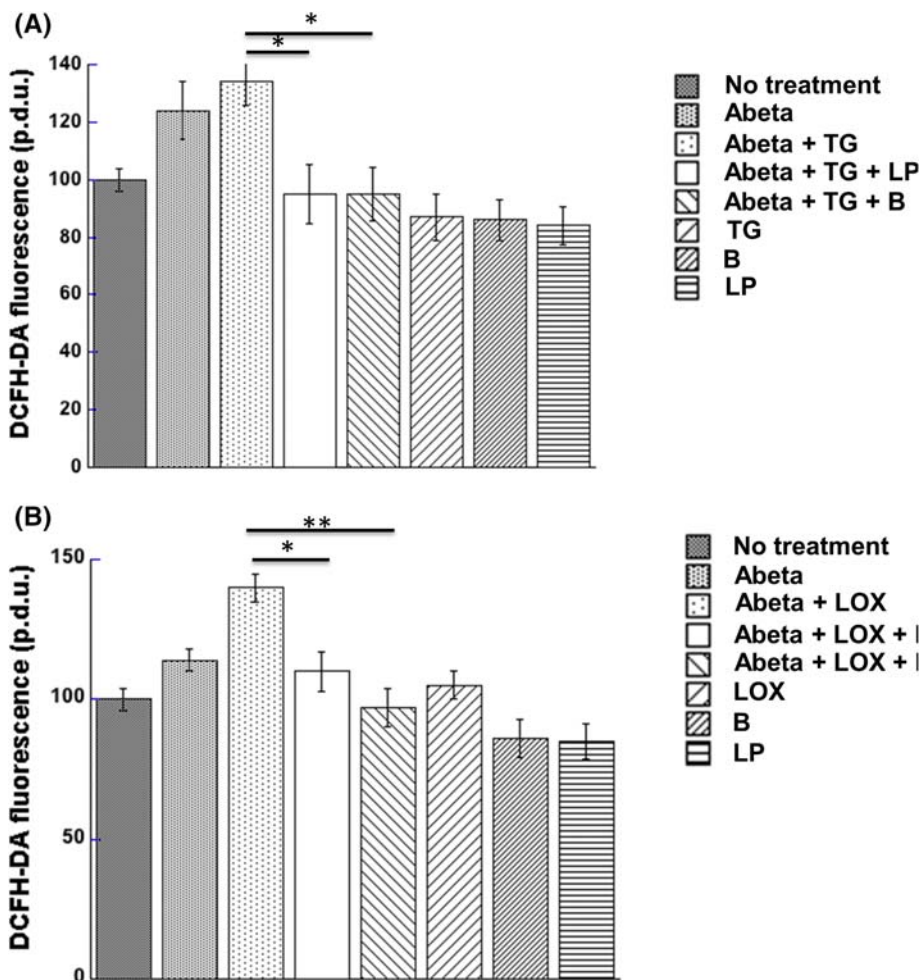 (A)
*
*
DCFH-DA fluorescence (p.d.u.)
140
120
100
80
60
40
20
0
No treatment
Abeta
Abeta + TG
Abeta + TG + LP
Abeta + TG + B
TG
B
LP
(B)
**
*
DCFH-DA fluorescence (p.d.u.)
150
100
50
0
No treatment
Abeta
Abeta + LOX
Abeta + LOX +
Abeta + LOX +
LOX
B
LP